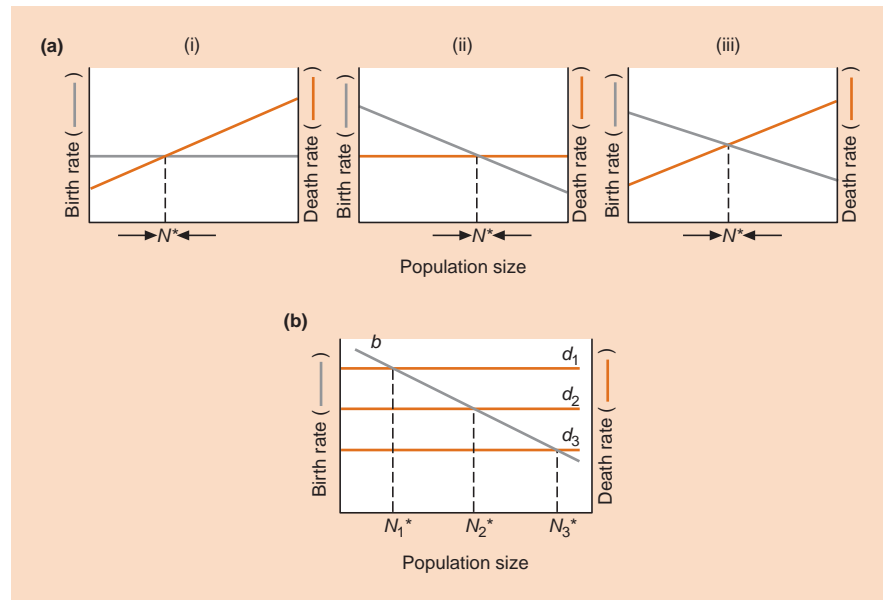 (a)
(i)
(ii)
(iii)
Birth rate ( )
Death rate ( )
Birth rate ( )
Death rate ( )
Birth rate ( )
Death rate ( )
N*
N*
N*
Population size
(b)
b
d1
d2
d3
Birth rate ( )
Death rate ( )
N1*
N2*
N3*
Population size